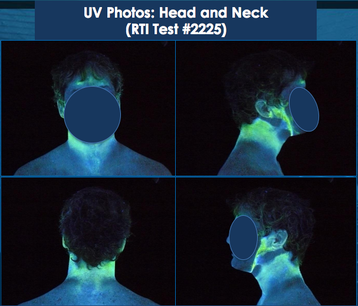 UV Photos: Head and Neck
(RTI Test #2225)